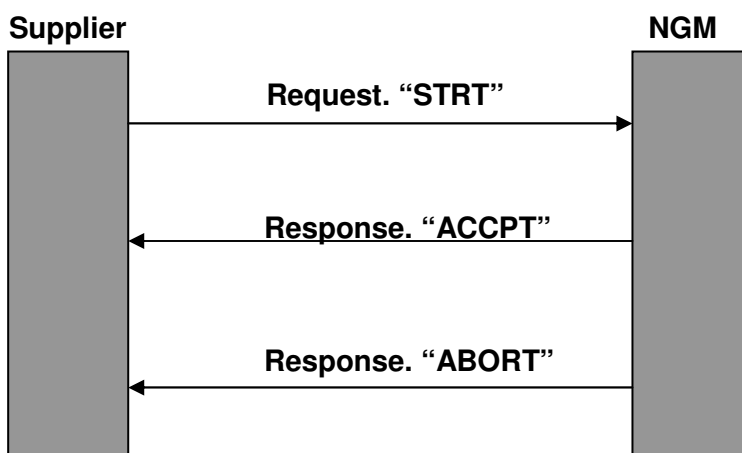 Supplier NGM
Request. “STRT”
Response. “ACCPT”
Response. “ABORT”